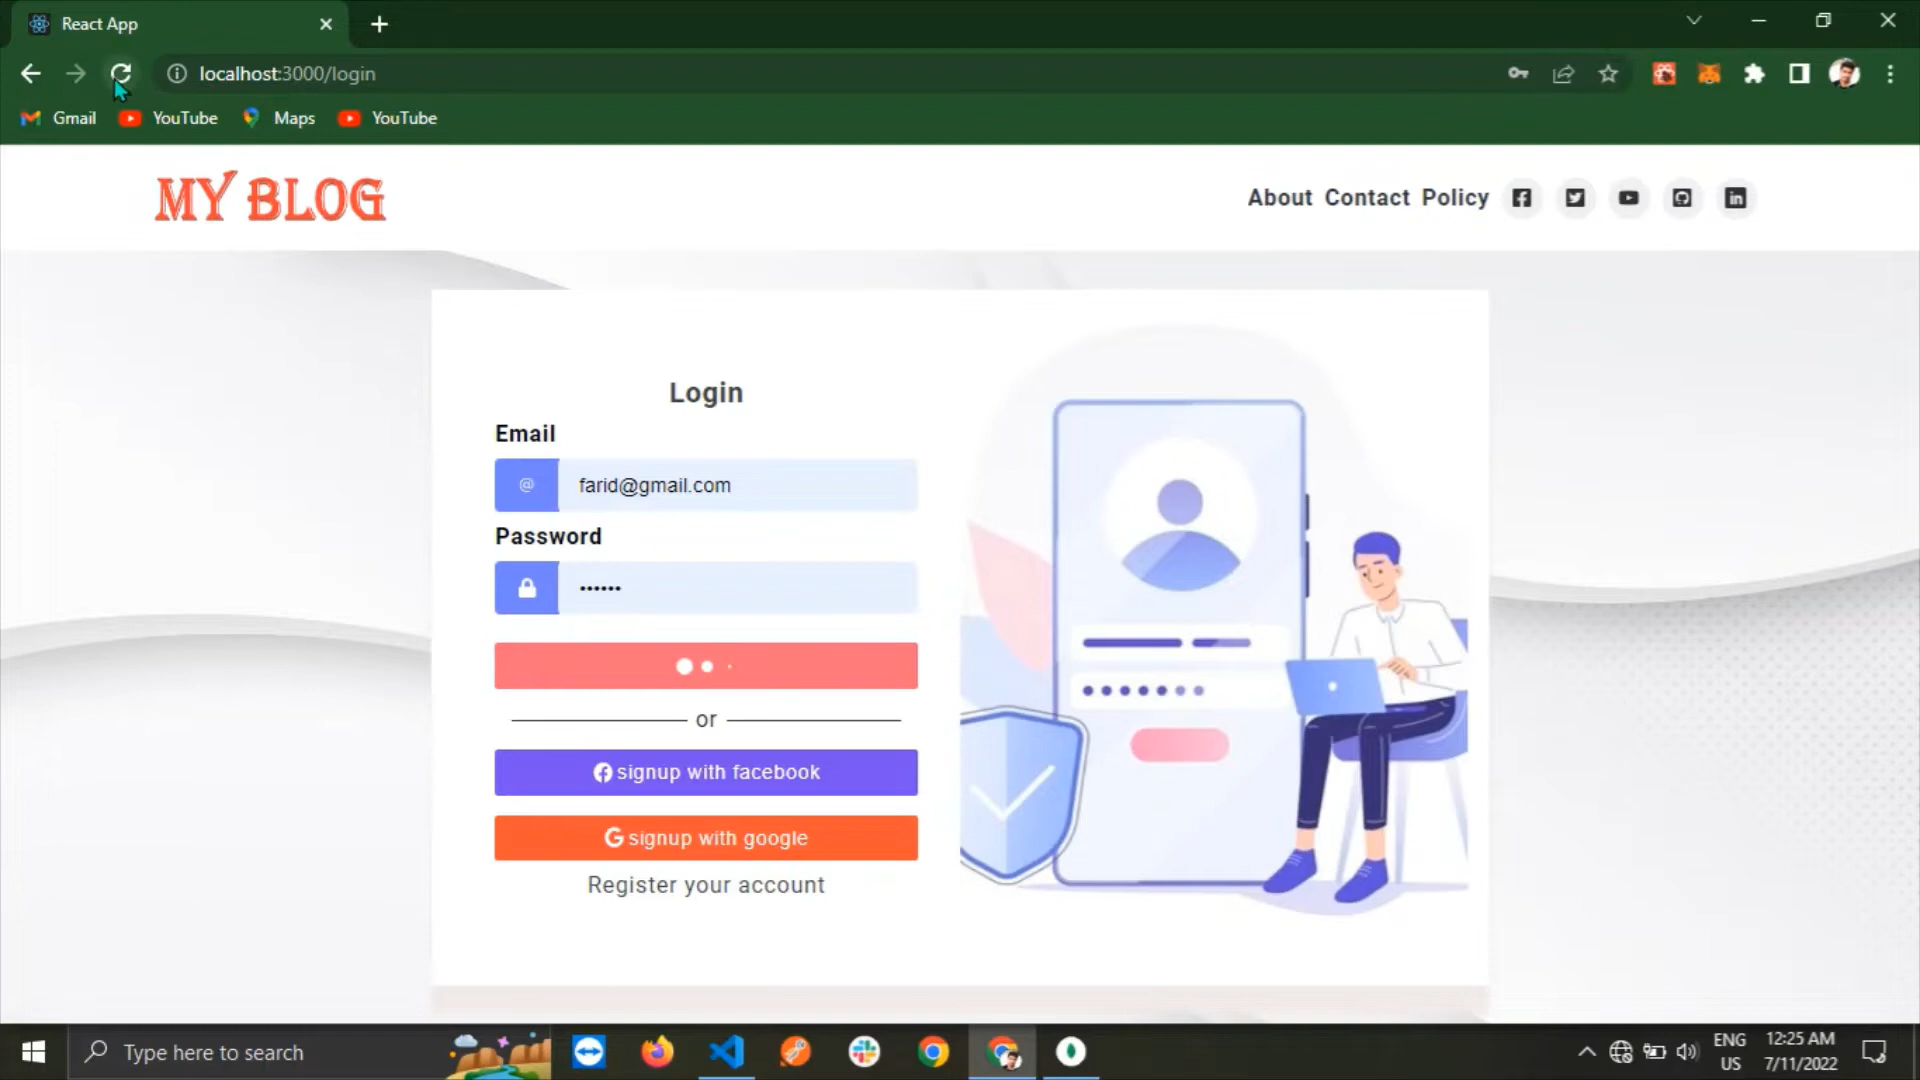 React App
localhost:3000/login
Gmail YouTube Maps YouTube
MY BLOG
About Contact Policy
Login
Email
@ farid@gmail.com
Password
••••••
or
signup with facebook
signup with google
Register your account
Type here to search
ENG 12:25 AM
US 7/11/2022